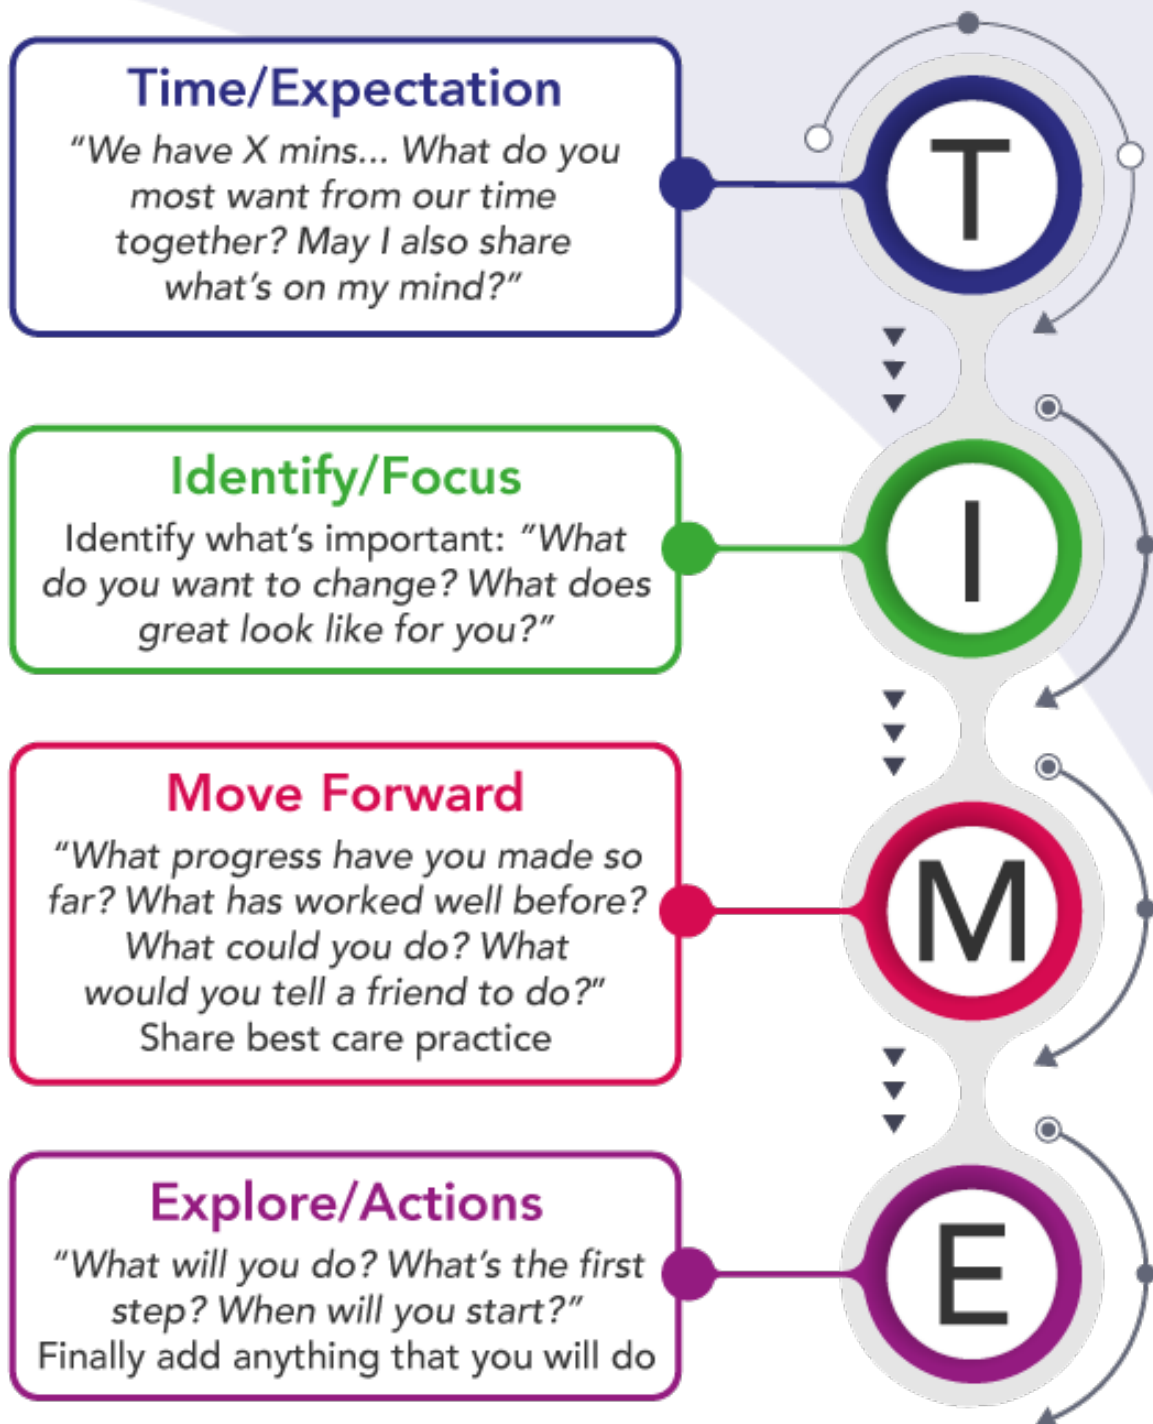 Time/Expectation
“We have X mins... What do you
most want from our time
together? May I also share
what’s on my mind?”
T
Identify/Focus
Identify what’s important: “What
do you want to change? What does
great look like for you?”
I
Move Forward
“What progress have you made so
far? What has worked well before?
What could you do? What
would you tell a friend to do?”
Share best care practice
M
Explore/Actions
“What will you do? What’s the first
step? When will you start?”
Finally add anything that you will do
E